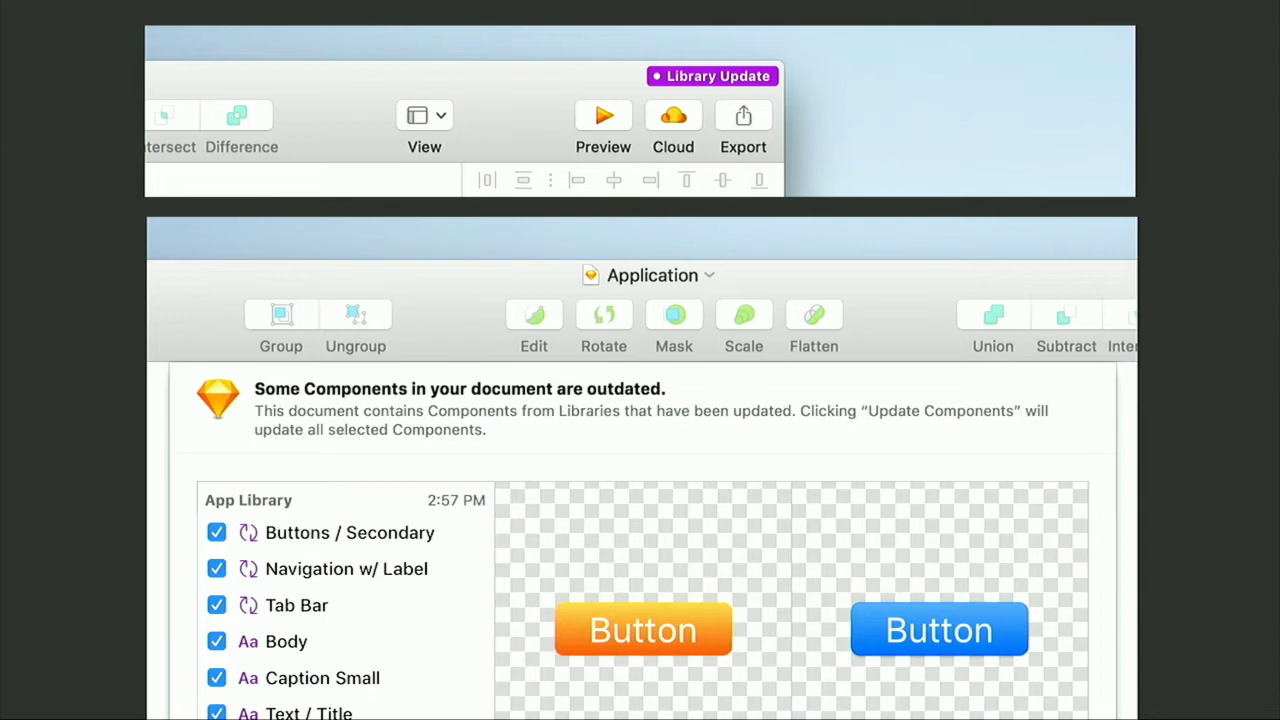 Library Update
Difference
View
Preview Cloud Export
Application
Group Ungroup Edit Rotate Mask Scale Flatten Union Subtract
Some Components in your document are outdated.
This document contains Components from Libraries that have been updated. Clicking “Update Components” will
update all selected Components.
App Library 2:57 PM
Buttons / Secondary
Navigation w/ Label
Tab Bar
Aa Body
Aa Caption Small
Aa Text / Title
Button
Button